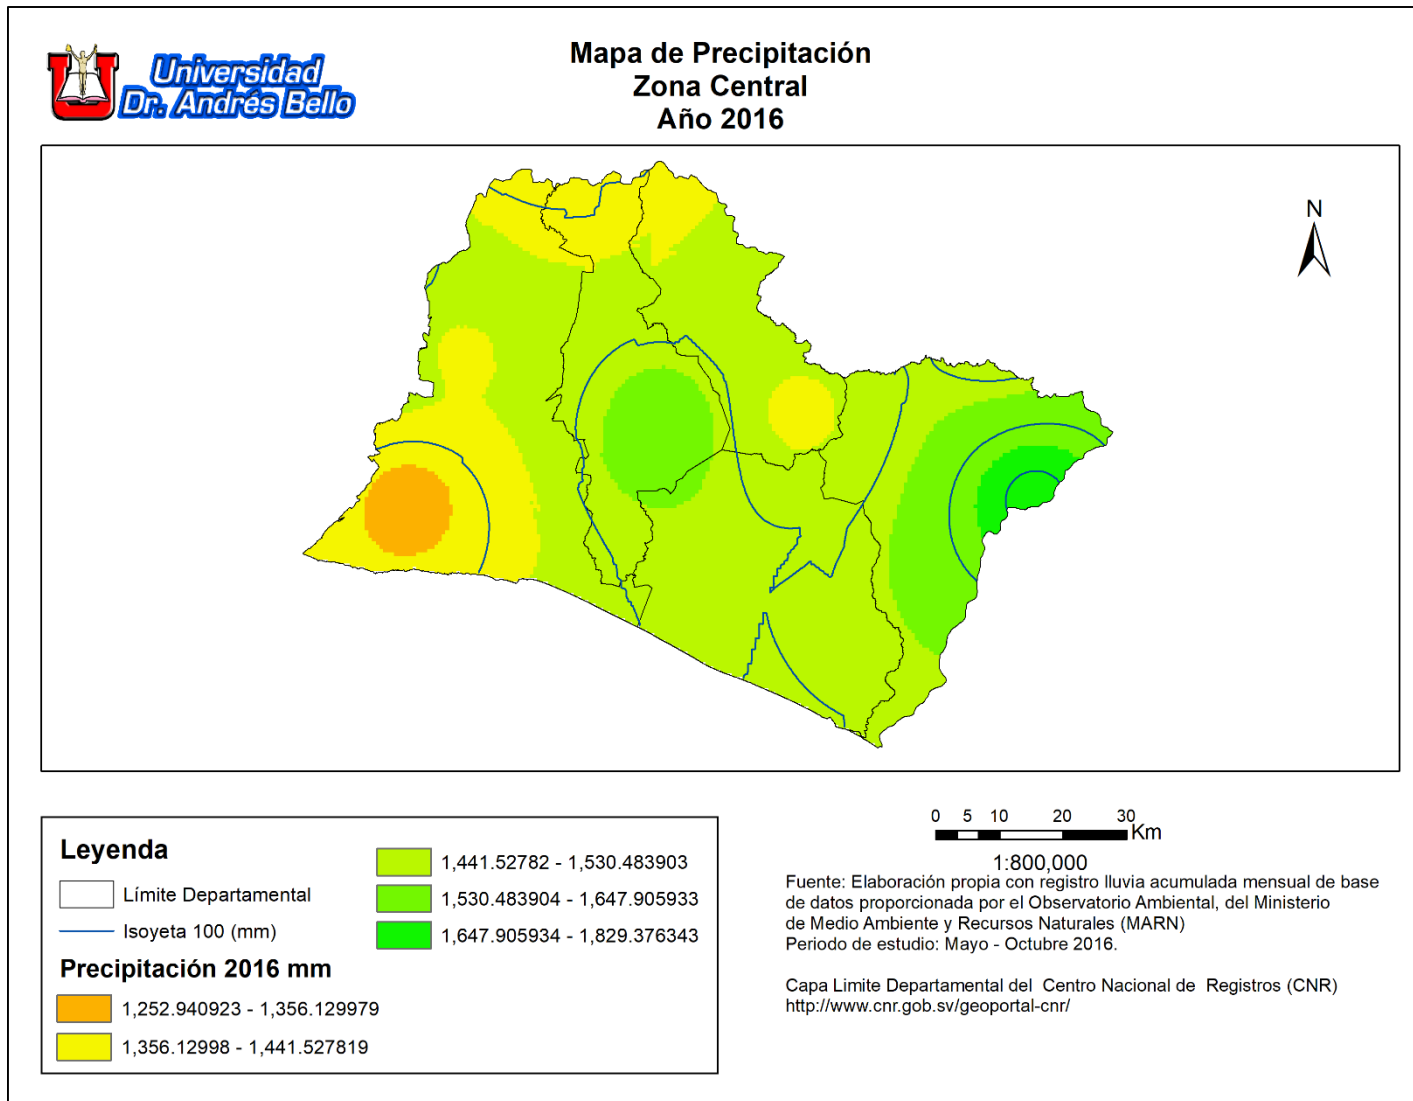 Universidad
Dr. Andrés Bello
Mapa de Precipitación
Zona Central
Año 2016
N
Leyenda
Límite Departamental
Isoyeta 100 (mm)
Precipitación 2016 mm
1,252.940923 - 1,356.129979
1,356.12998 - 1,441.527819
1,441.52782 - 1,530.483903
1,530.483904 - 1,647.905933
1,647.905934 - 1,829.376343
0 5 10 20 30
Km
1:800,000
Fuente: Elaboración propia con registro lluvia acumulada mensual de base
de datos proporcionada por el Observatorio Ambiental, del Ministerio
de Medio Ambiente y Recursos Naturales (MARN)
Periodo de estudio: Mayo - Octubre 2016.
Capa Limite Departamental del Centro Nacional de Registros (CNR)
http://www.cnr.gob.sv/geoportal-cnr/